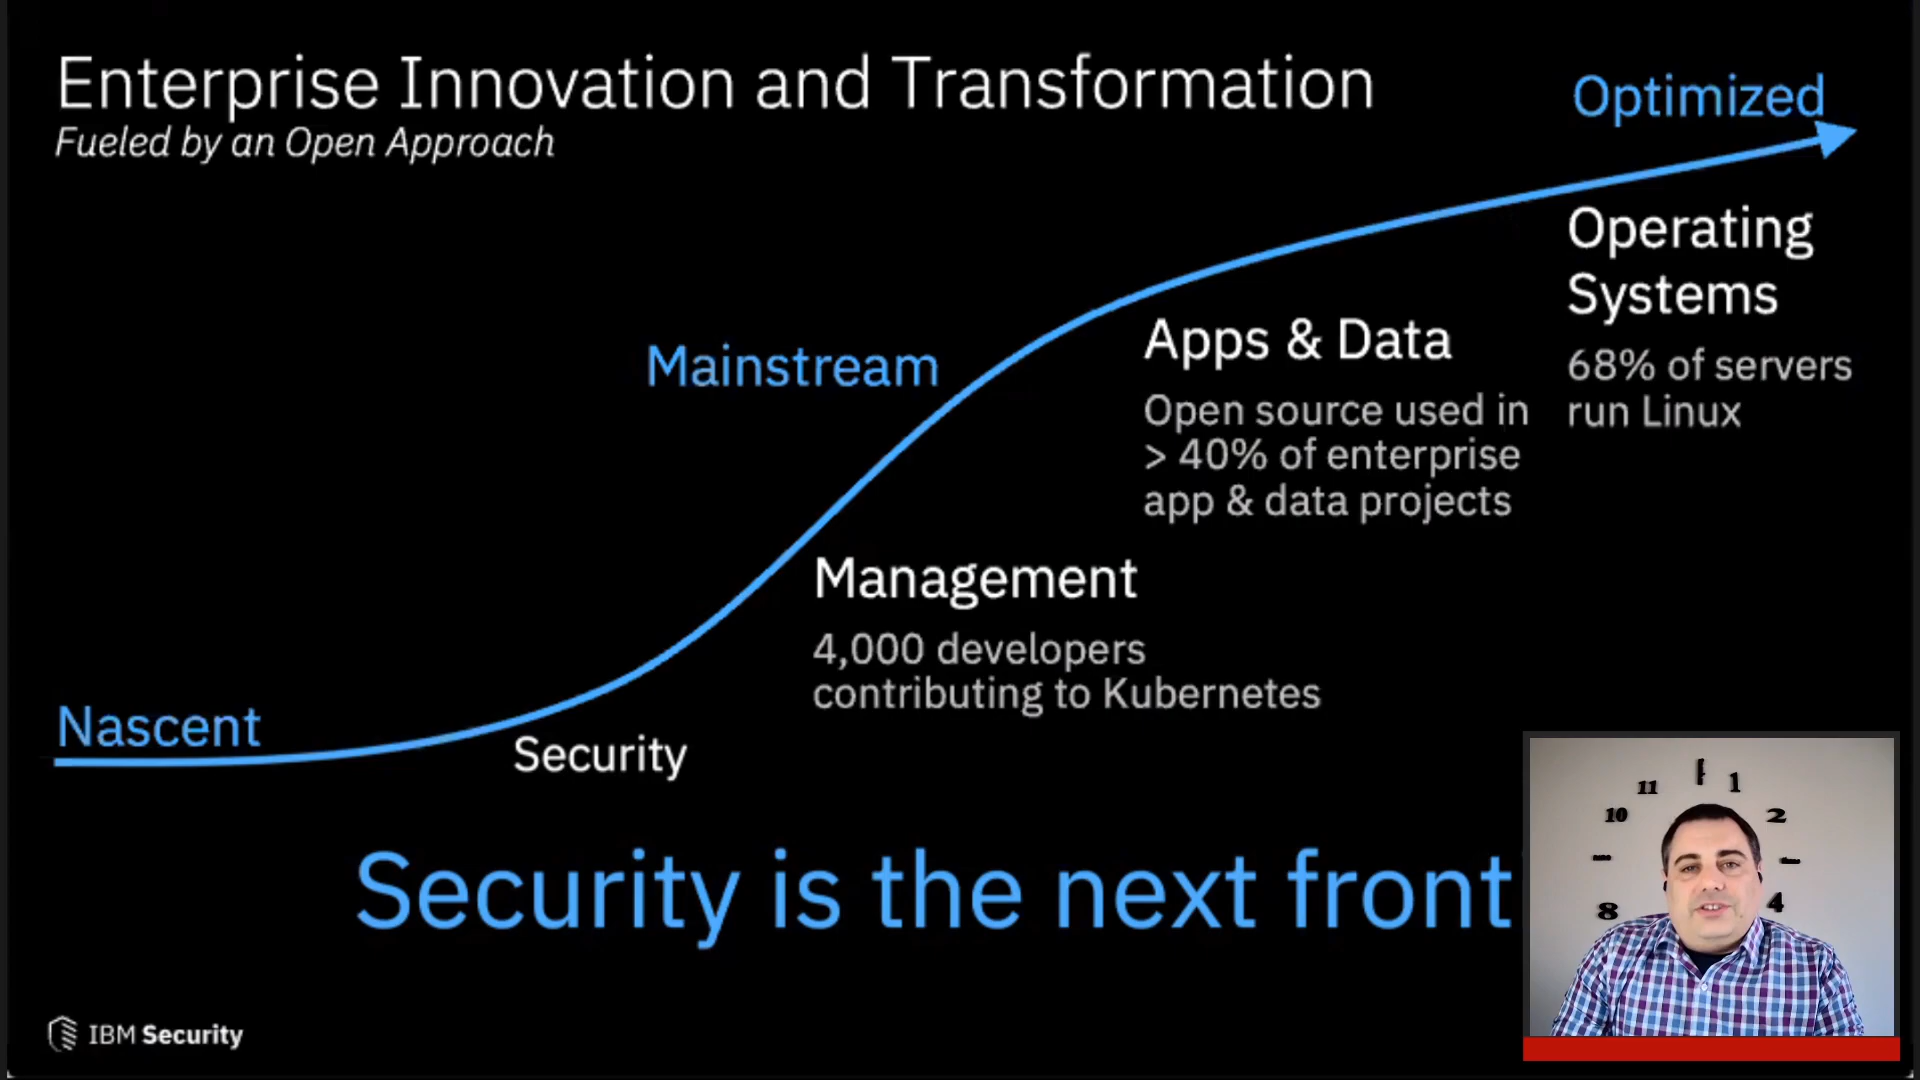 Enterprise Innovation and Transformation
Fueled by an Open Approach
Optimized
Operating
Systems
68% of servers
run Linux
Apps & Data
Open source used in
> 40% of enterprise
app & data projects
Mainstream
Management
4,000 developers
contributing to Kubernetes
Nascent
Security
Security is the next front
IBM Security
11
1
10
2
8
4